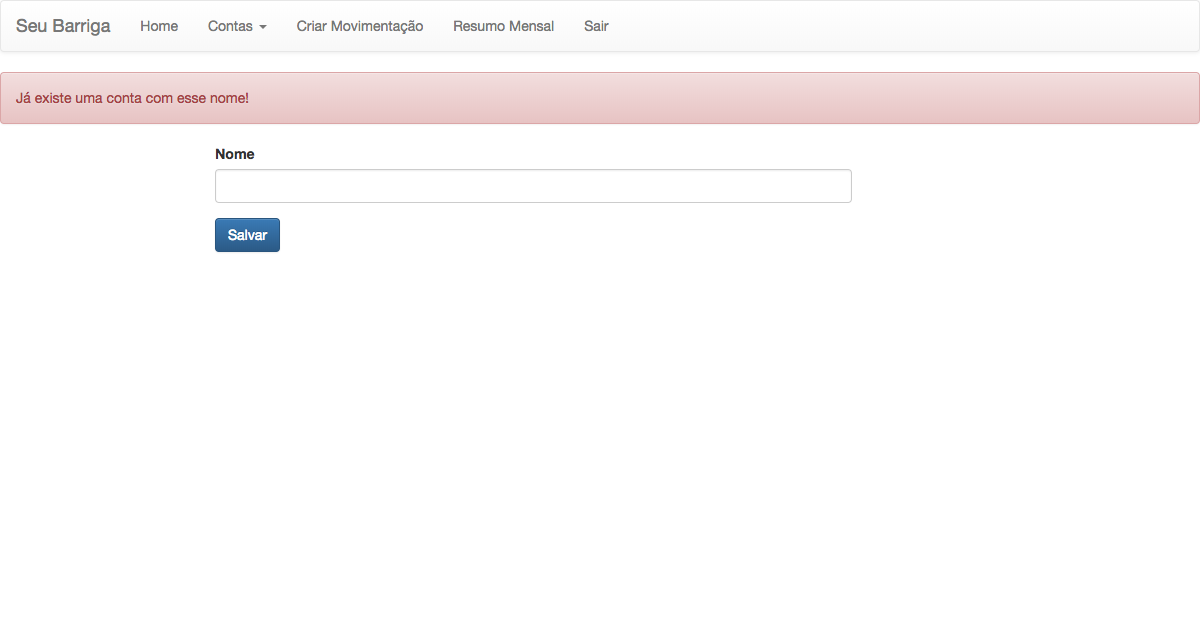 Seu Barriga Home Contas Criar Movimentação Resumo Mensal Sair
Já existe uma conta com esse nome!
Nome
Salvar